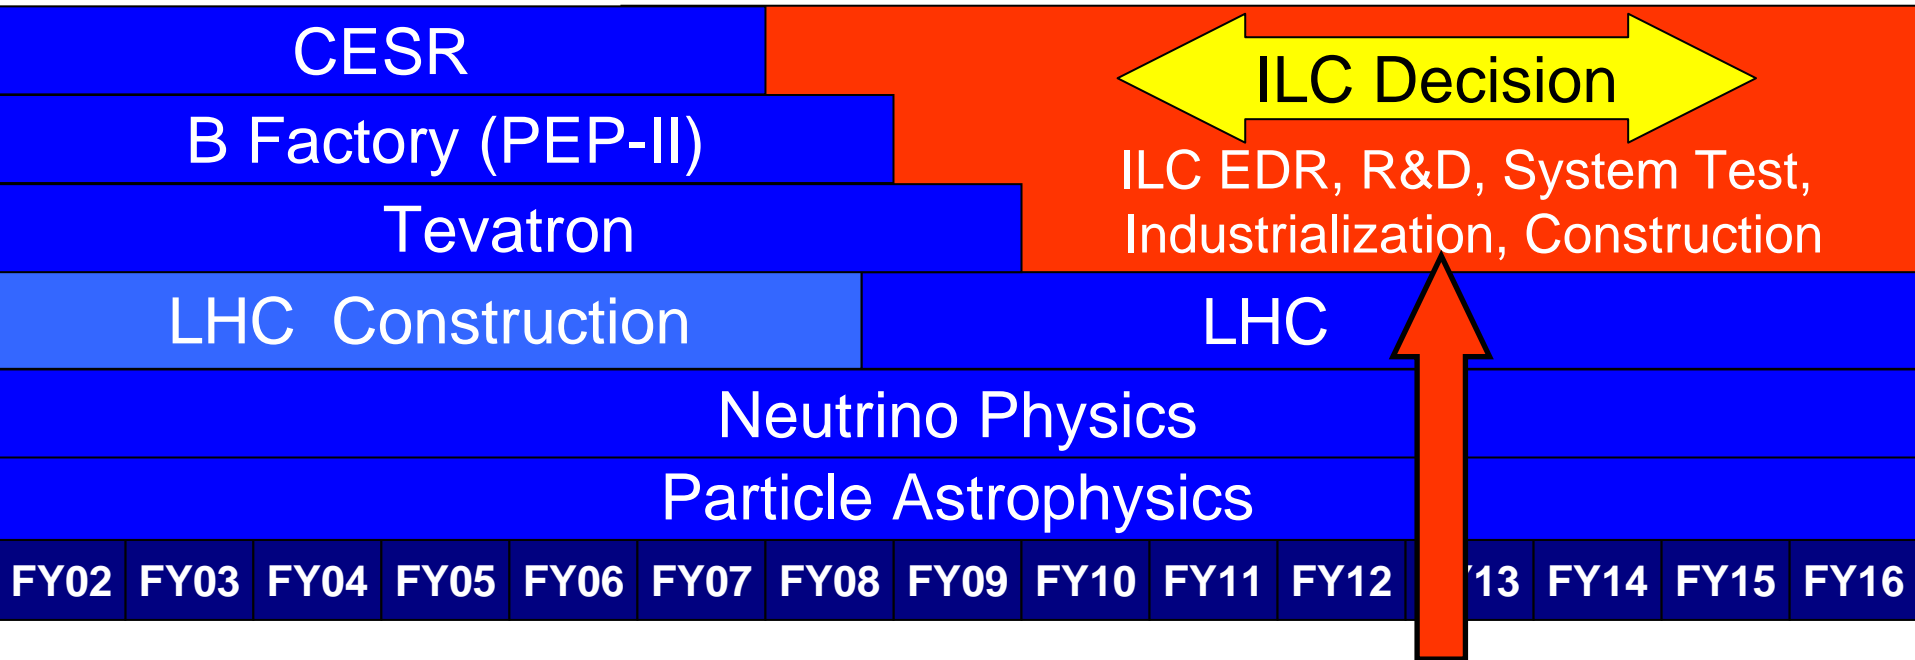 CESR
ILC Decision
B Factory (PEP-II)
ILC EDR, R&D, System Test,
Industrialization, Construction
Tevatron
LHC Construction
LHC
Neutrino Physics
Particle Astrophysics
FY02 FY03 FY04 FY05 FY06 FY07 FY08 FY09 FY10 FY11 FY12 Y13 FY14 FY15 FY16